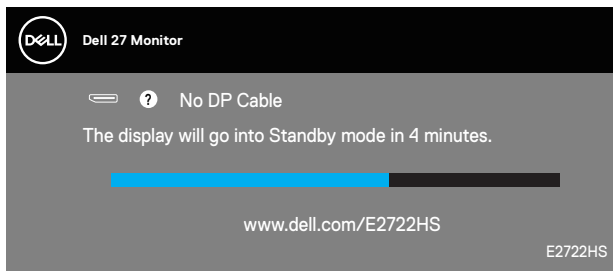 DELL
Dell 27 Monitor
? No DP Cable
The display will go into Standby mode in 4 minutes.
www.dell.com/E2722HS
E2722HS